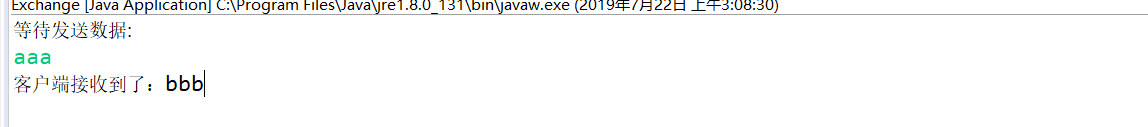 Exchange [Java Application] C:\Program Files\Java\jre1.8.0_131\bin\javaw.exe (2019年7月22日 上午3:08:30)
等待发送数据:
aaa
客户端接收到了：bbb